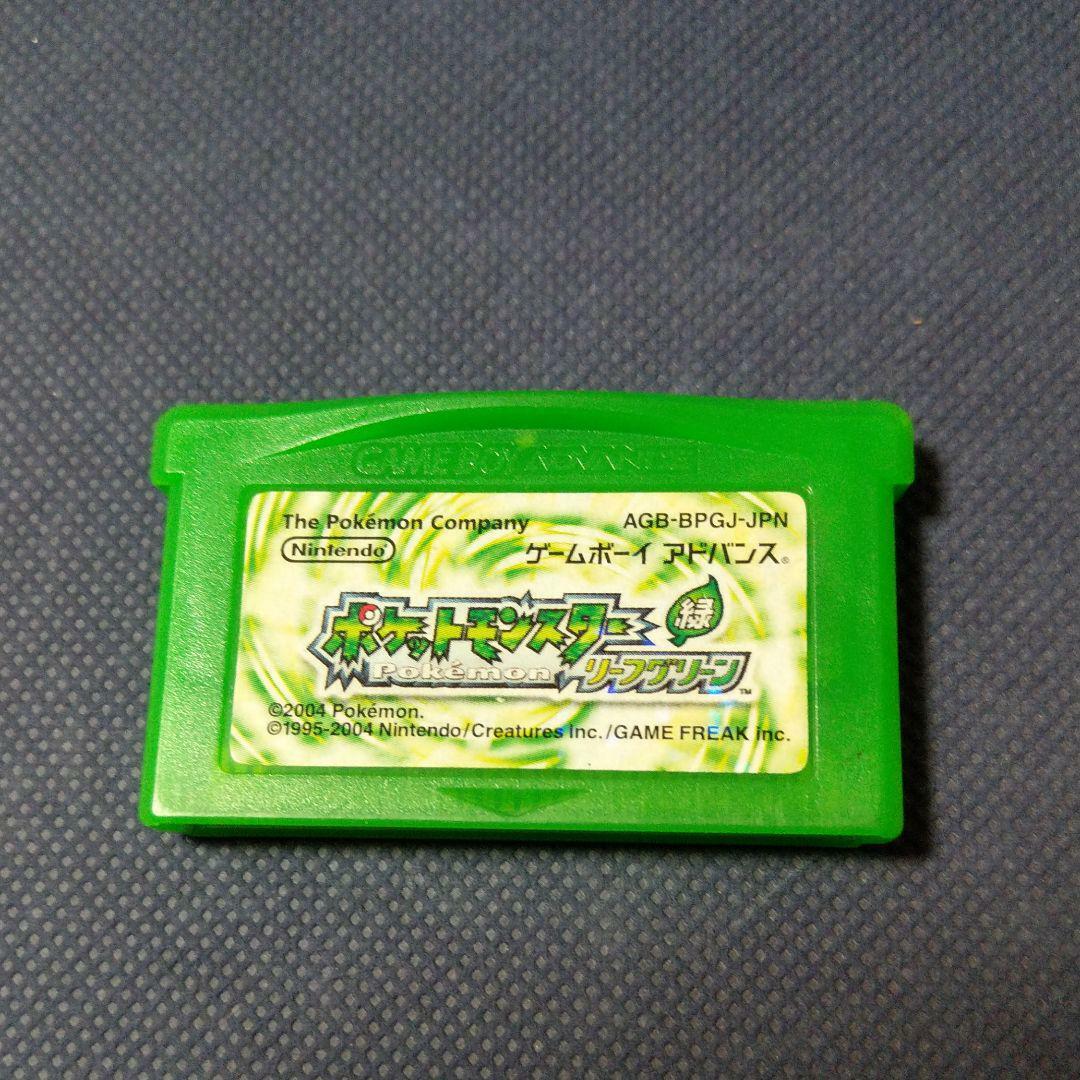 GAME BOY ADVANCE
The Pokémon Company AGB-BPGJ-JPN
Nintendo® ゲームボーイ アドバンス®
ポケットモンスター 緑
Pokémon リーフグリーン™
©2004 Pokémon.
©1995-2004 Nintendo/Creatures Inc./GAME FREAK inc.